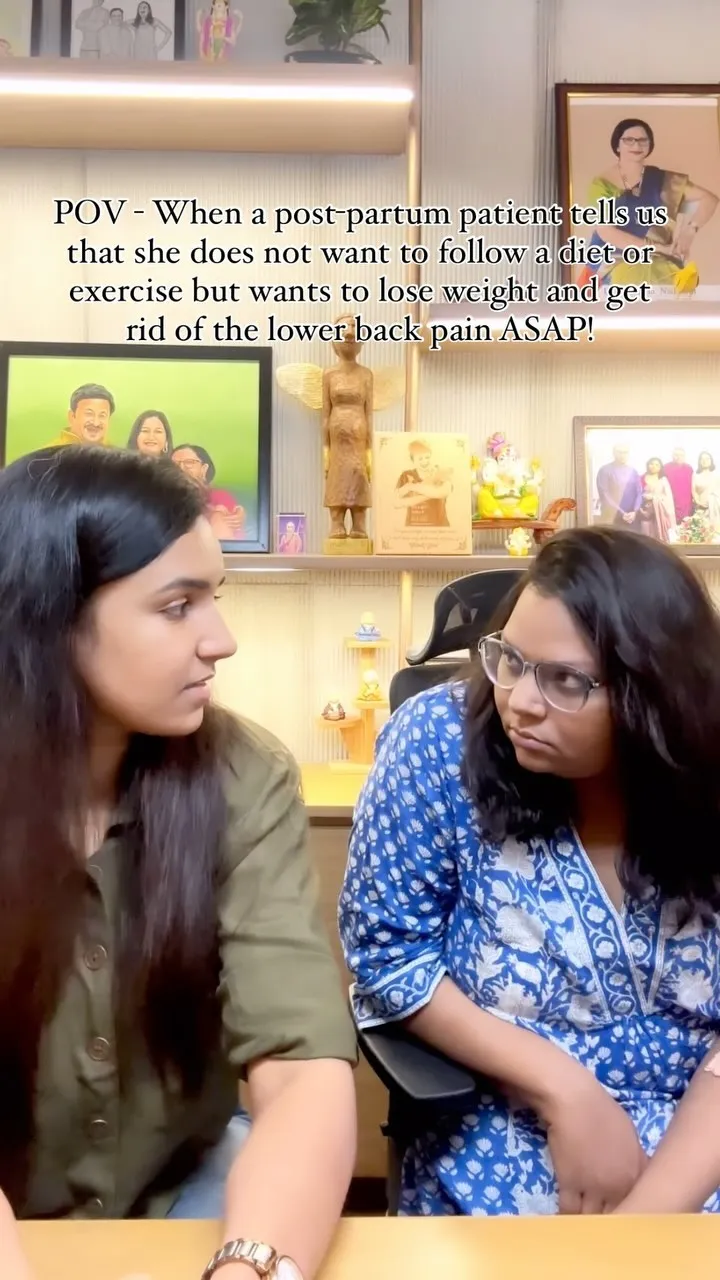 POV - When a post-partum patient tells us
that she does not want to follow a diet or
exercise but wants to lose weight and get
rid of the lower back pain ASAP!